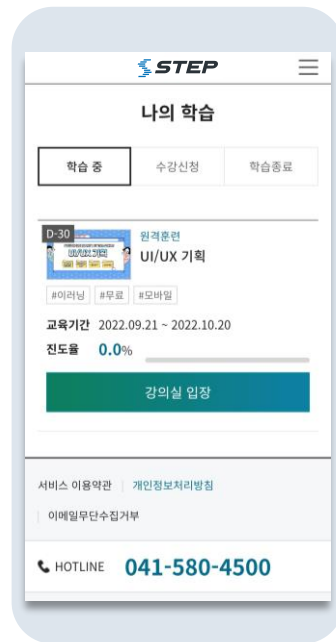 STEP
나의 학습
학습 중
수강신청
학습종료
D-30
UI/UX 기획
원격훈련
UI/UX 기획
#이러닝 #무료 #모바일
교육기간 2022.09.21 ~ 2022.10.20
진도율 0.0%
강의실 입장
서비스 이용약관 개인정보처리방침
이메일무단수집거부
HOTLINE 041-580-4500